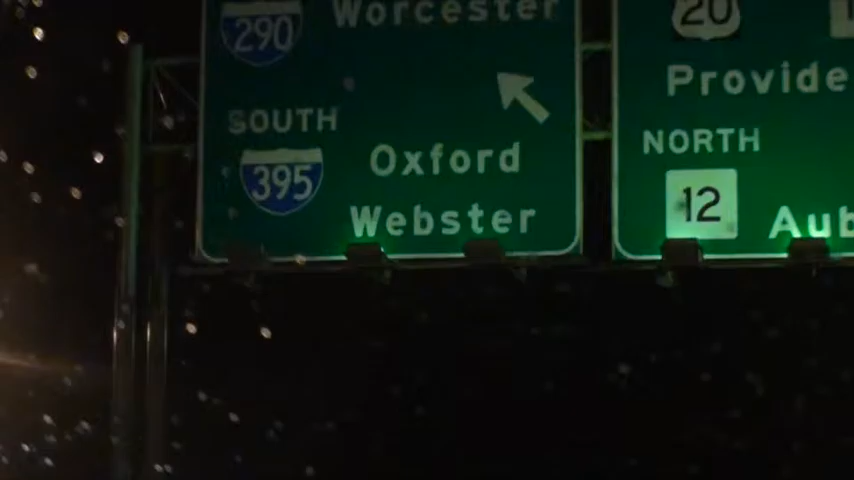 290 Worcester
SOUTH
395 Oxford
Webster
20
Provide
NORTH
12
Aub